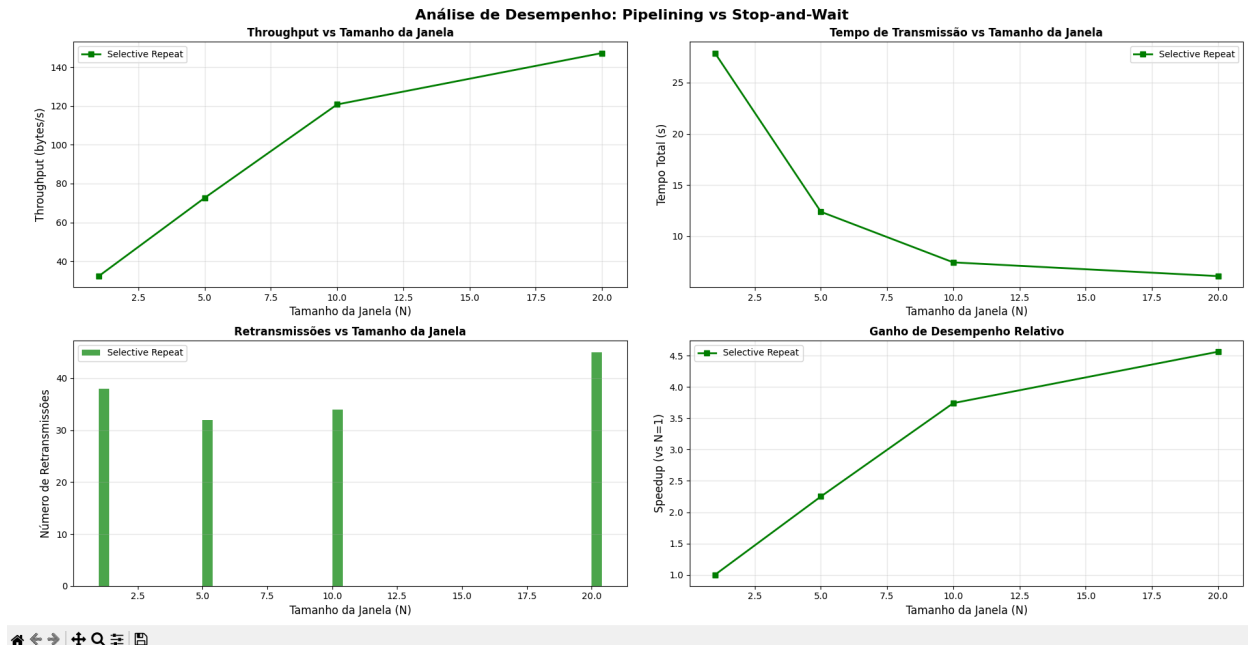 Análise de Desempenho: Pipelining vs Stop-and-Wait
Throughput vs Tamanho da Janela
Selective Repeat
Throughput (bytes/s)
140
120
100
80
60
40
2.5 5.0 7.5 10.0 12.5 15.0 17.5 20.0
Tamanho da Janela (N)
Tempo de Transmissão vs Tamanho da Janela
Selective Repeat
Tempo Total (s)
25
20
15
10
2.5 5.0 7.5 10.0 12.5 15.0 17.5 20.0
Tamanho da Janela (N)
Retransmissões vs Tamanho da Janela
Selective Repeat
Número de Retransmissões
40
30
20
10
0
2.5 5.0 7.5 10.0 12.5 15.0 17.5 20.0
Tamanho da Janela (N)
Ganho de Desempenho Relativo
Selective Repeat
Speedup (vs N=1)
4.5
4.0
3.5
3.0
2.5
2.0
1.5
1.0
2.5 5.0 7.5 10.0 12.5 15.0 17.5 20.0
Tamanho da Janela (N)